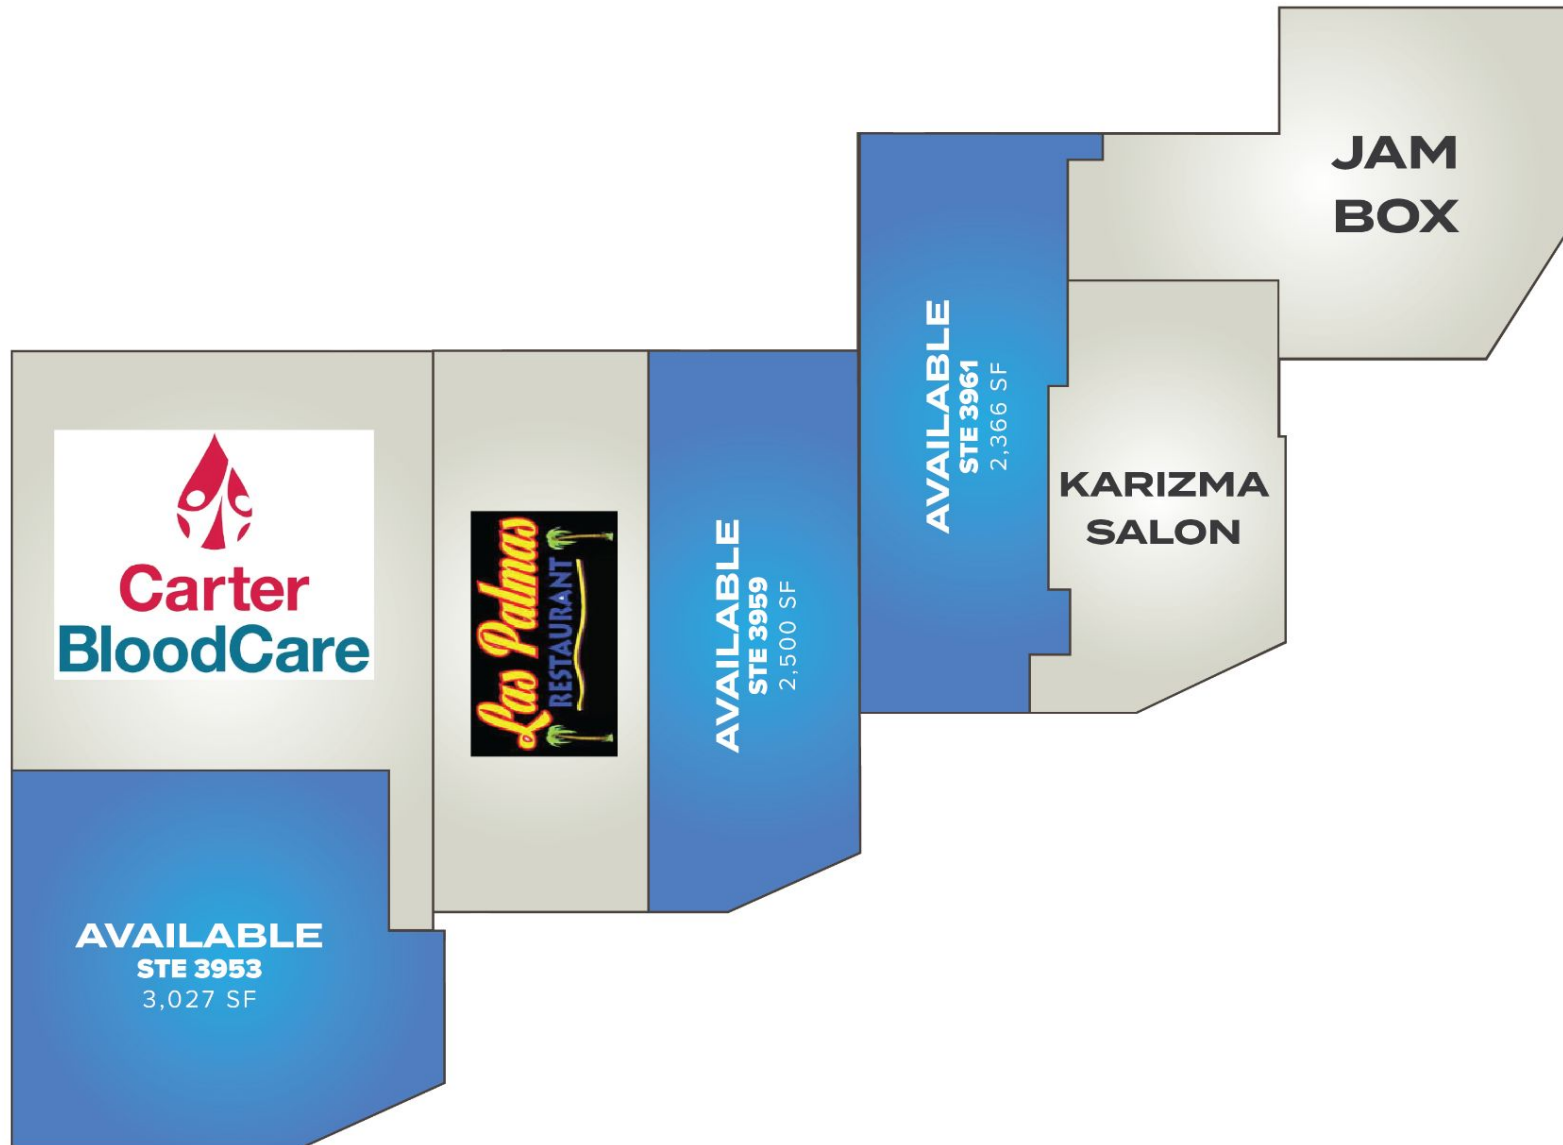 JAM
BOX
AVAILABLE
STE 3961
2,366 SF
KARIZMA
SALON
Carter
BloodCare
Las Palmas
RESTAURANT
AVAILABLE
STE 3959
2,500 SF
AVAILABLE
STE 3953
3,027 SF